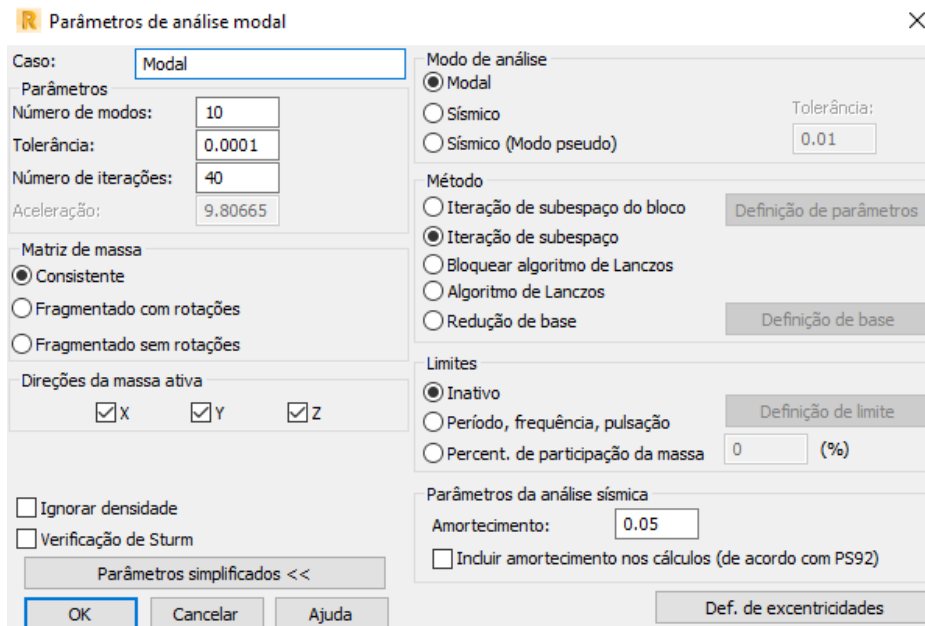 R Parâmetros de análise modal
Caso: Modal
Parâmetros
Número de modos: 10
Tolerância: 0.0001
Número de iterações: 40
Aceleração: 9.80665
Matriz de massa
Consistente
Fragmentado com rotações
Fragmentado sem rotações
Direções da massa ativa
X Y Z
Ignorar densidade
Verificação de Sturm
Parâmetros simplificados <<
OK Cancelar Ajuda
Modo de análise
Modal
Sísmico
Sísmico (Modo pseudo)
Tolerância:
0.01
Método
Iteração de subespaço do bloco Definição de parâmetros
Iteração de subespaço
Bloquear algoritmo de Lanczos
Algoritmo de Lanczos
Redução de base Definição de base
Limites
Inativo
Período, frequência, pulsação Definição de limite
Percent. de participação da massa 0 (%)
Parâmetros da análise sísmica
Amortecimento: 0.05
Incluir amortecimento nos cálculos (de acordo com PS92)
Def. de excentricidades